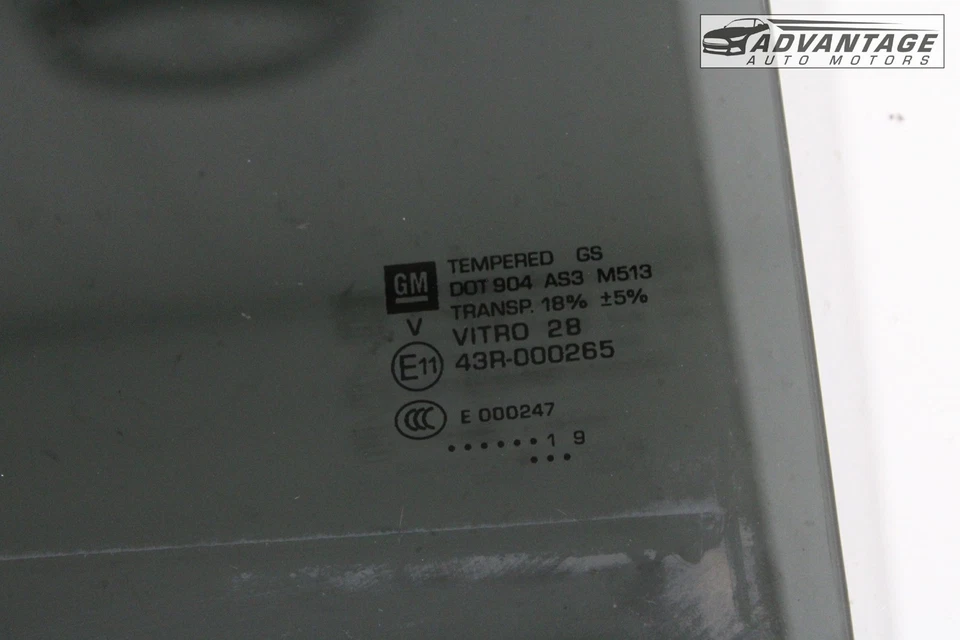 ADVANTAGE
AUTO MOTORS
GM
TEMPERED GS
DOT 904 AS3 M513
TRANSP. 18% ±5%
V
VITRO 28
E11
43R-000265
CCC
E 000247
••••••1 9
•••